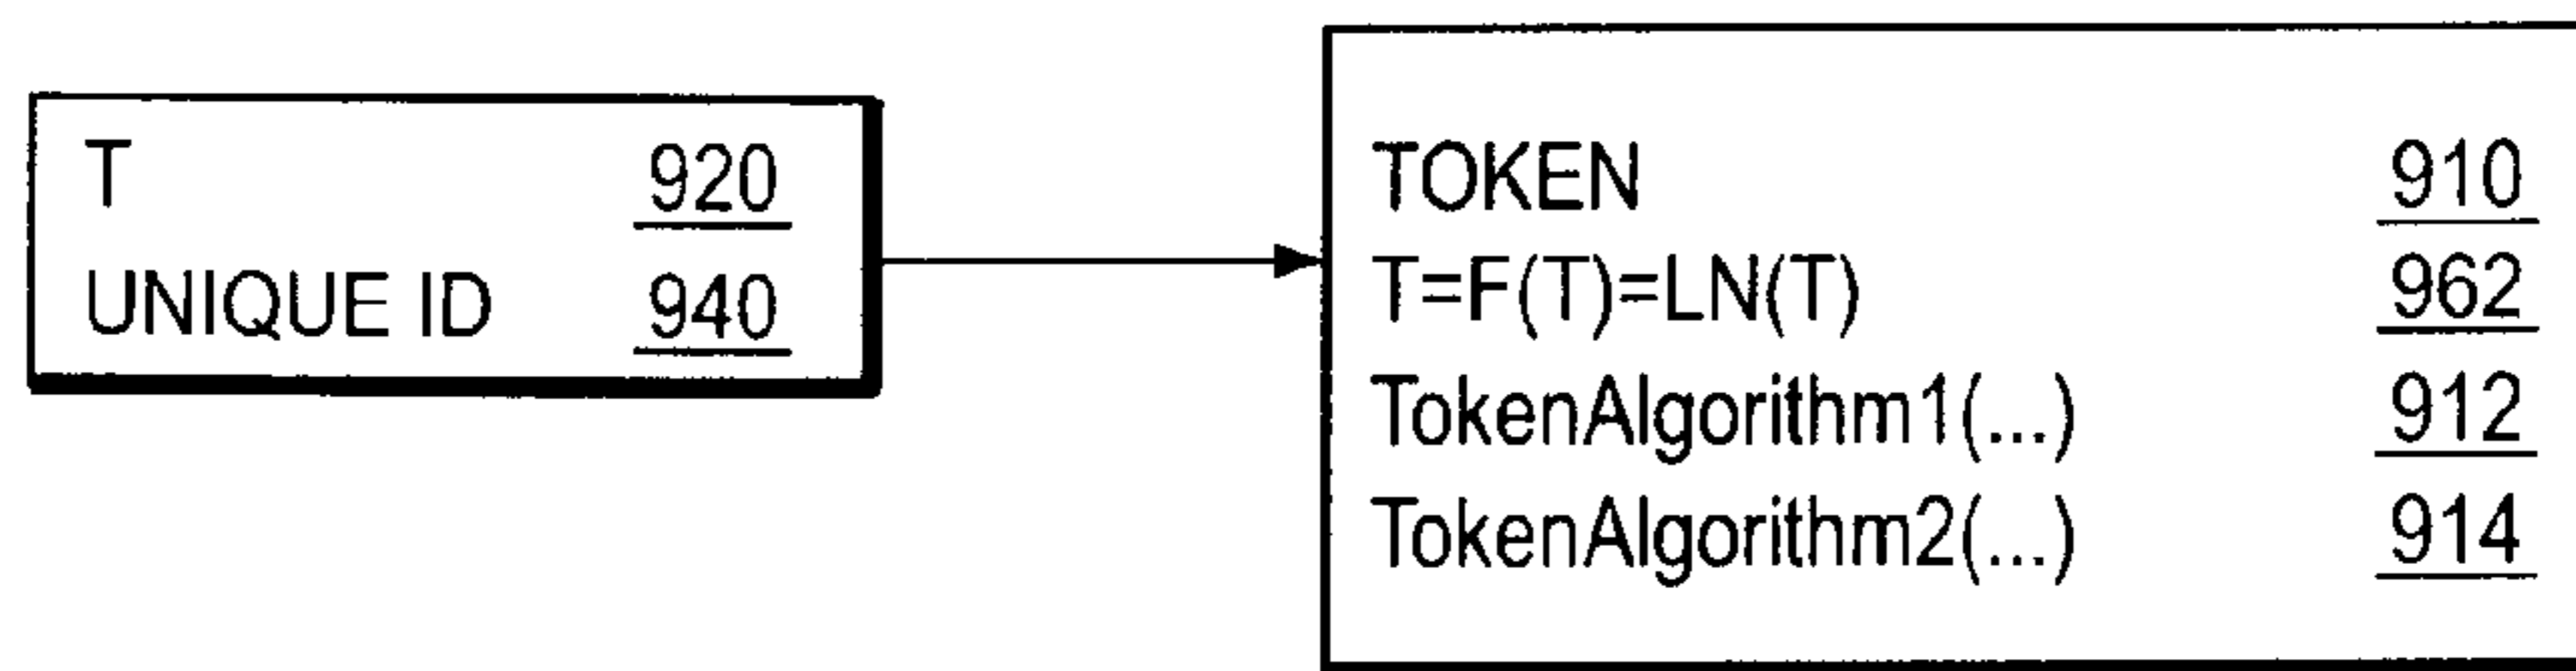 T 920
UNIQUE ID 940
TOKEN 910
T=F(T)=LN(T) 962
TokenAlgorithm1(...) 912
TokenAlgorithm2(...) 914